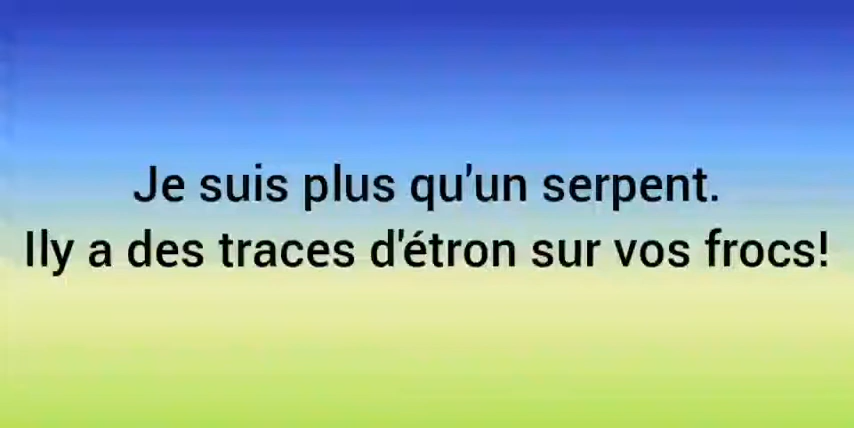 Je suis plus qu'un serpent.
Ily a des traces d'étron sur vos frocs!